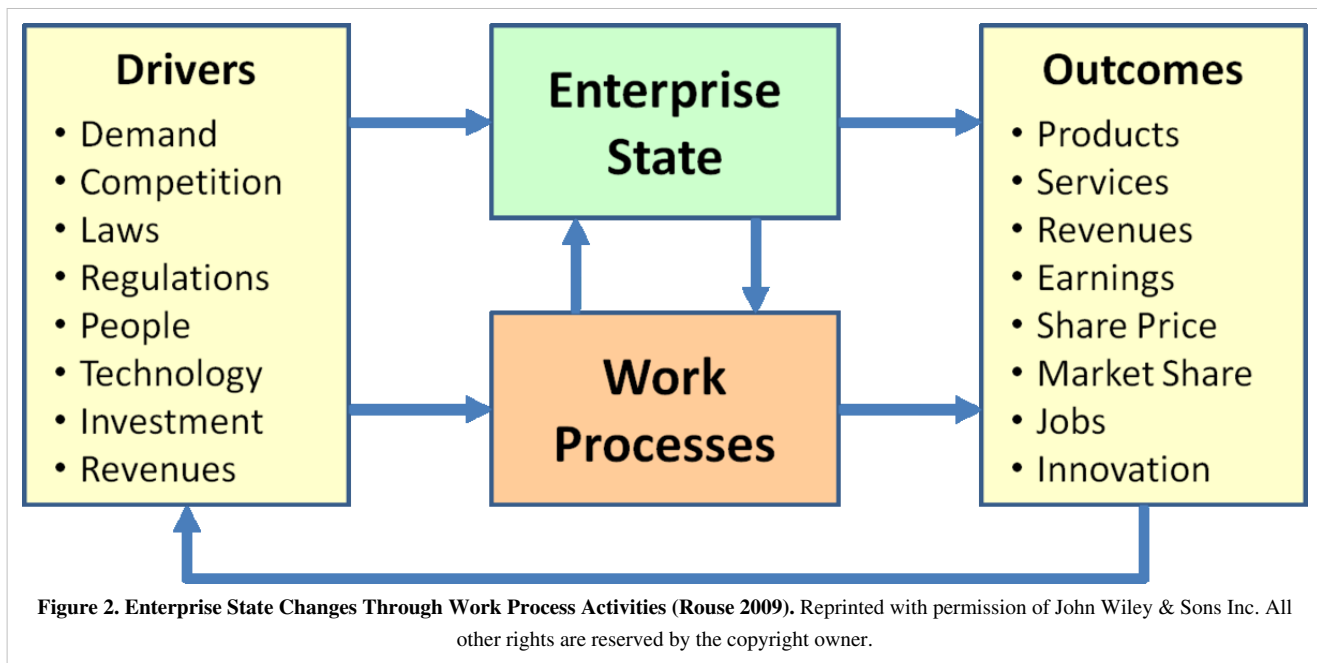 Drivers
• Demand
• Competition
• Laws
• Regulations
• People
• Technology
• Investment
• Revenues
Enterprise
State
Work
Processes
Outcomes
• Products
• Services
• Revenues
• Earnings
• Share Price
• Market Share
• Jobs
• Innovation
Figure 2. Enterprise State Changes Through Work Process Activities (Rouse 2009). Reprinted with permission of John Wiley & Sons Inc. All
other rights are reserved by the copyright owner.